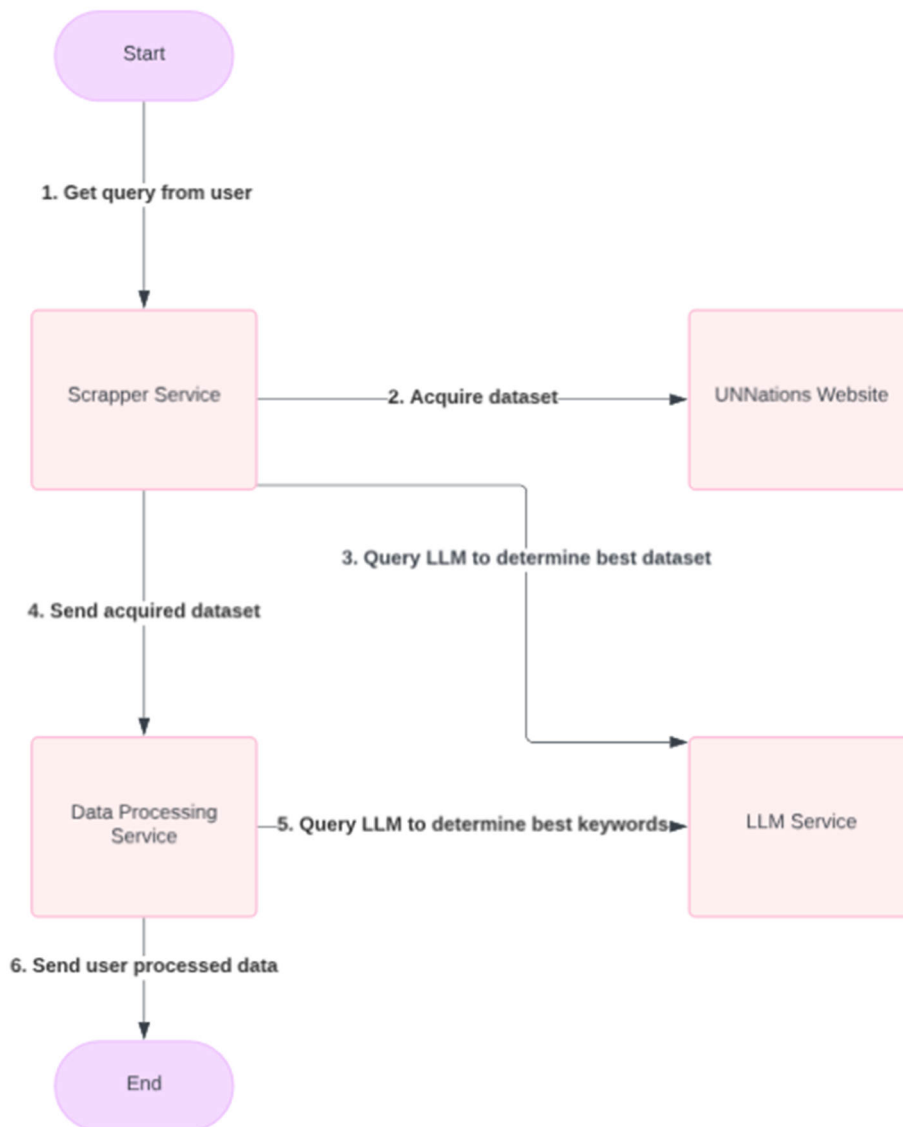 Start
1. Get query from user
Scrapper Service
2. Acquire dataset
UNNations Website
3. Query LLM to determine best dataset
4. Send acquired dataset
Data Processing
Service
5. Query LLM to determine best keywords
LLM Service
6. Send user processed data
End